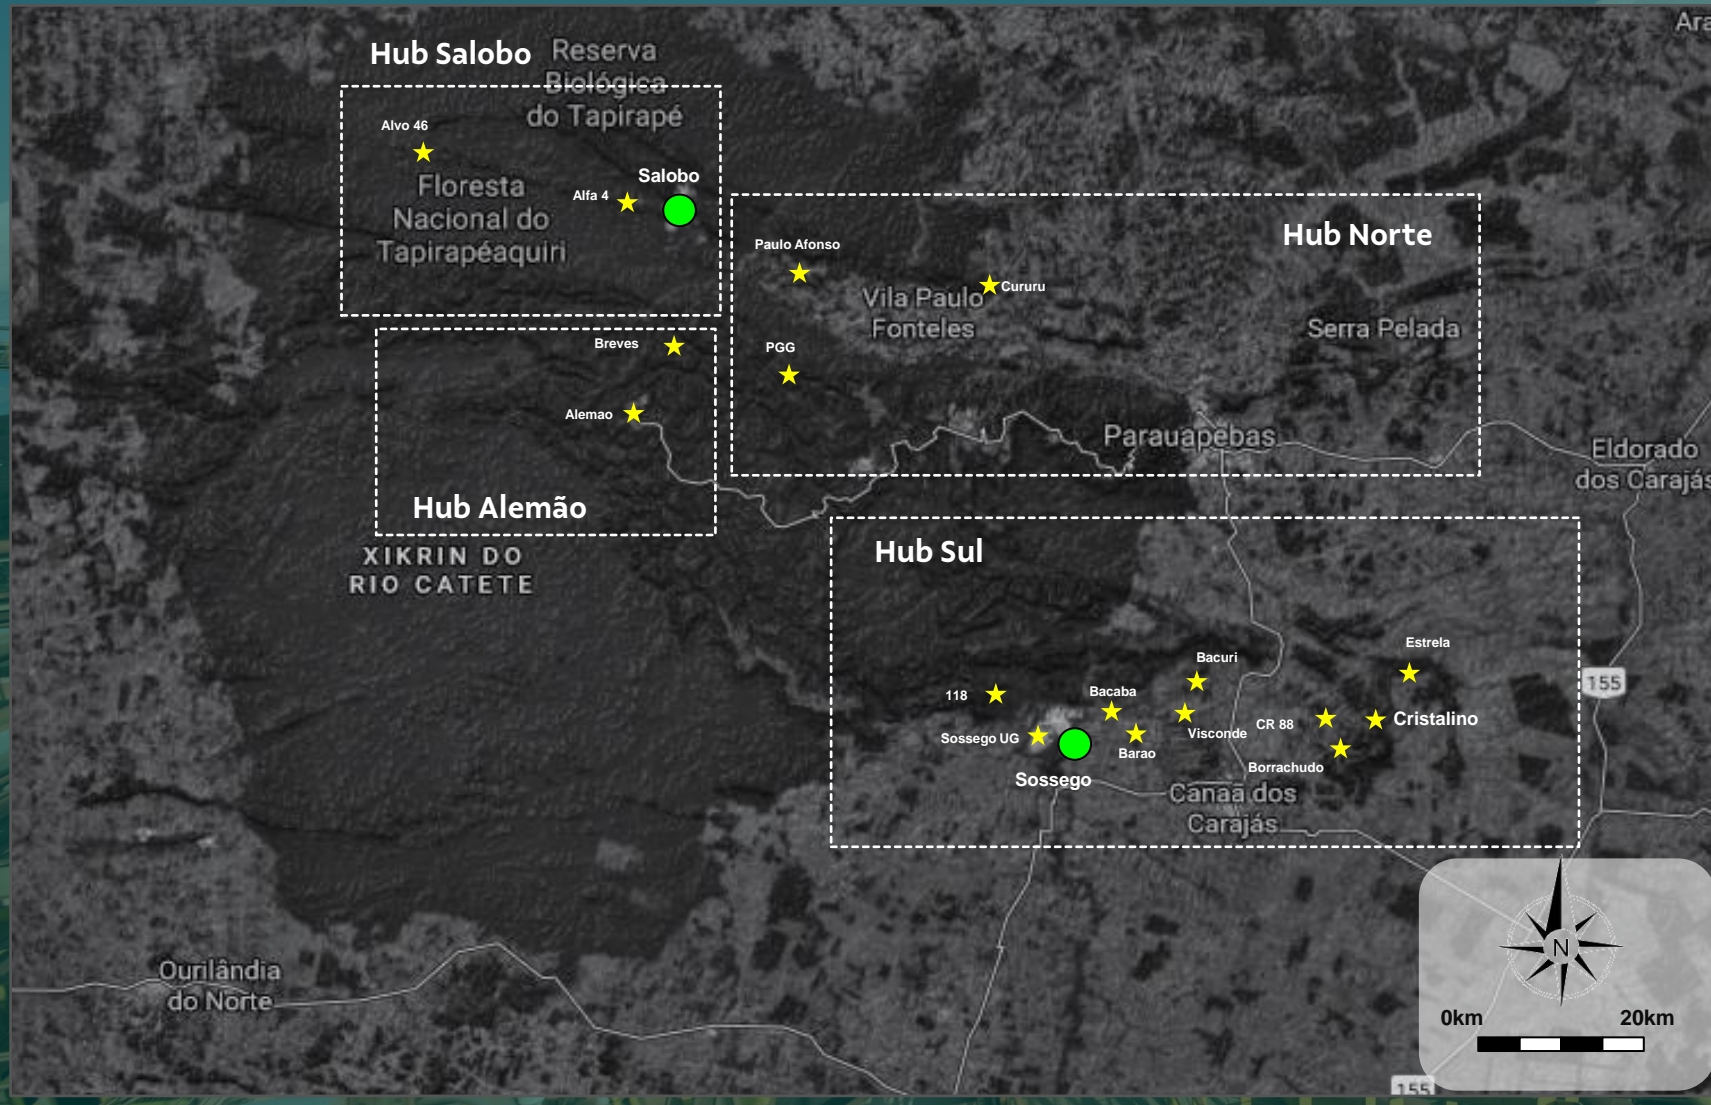 Ara
Hub Salobo
Reserva
Biológica
do Tapirapé
Alvo 46
Salobo
Floresta
Nacional do
Tapirapéaquiri
Alfa 4
Hub Norte
Paulo Afonso
Cururu
Vila Paulo
Fonteles
Serra Pelada
Breves
PGG
Alemao
Parauapebas
Eldorado
dos Carajás
Hub Alemão
XIKRIN DO
RIO CATETE
Hub Sul
Estrela
Bacuri
155
118
Bacaba
Cristalino
CR 88
Visconde
Sossego UG
Barao
Borrachudo
Sossego
Canaã dos
Carajás
N
Ourilândia
do Norte
0km
20km
155